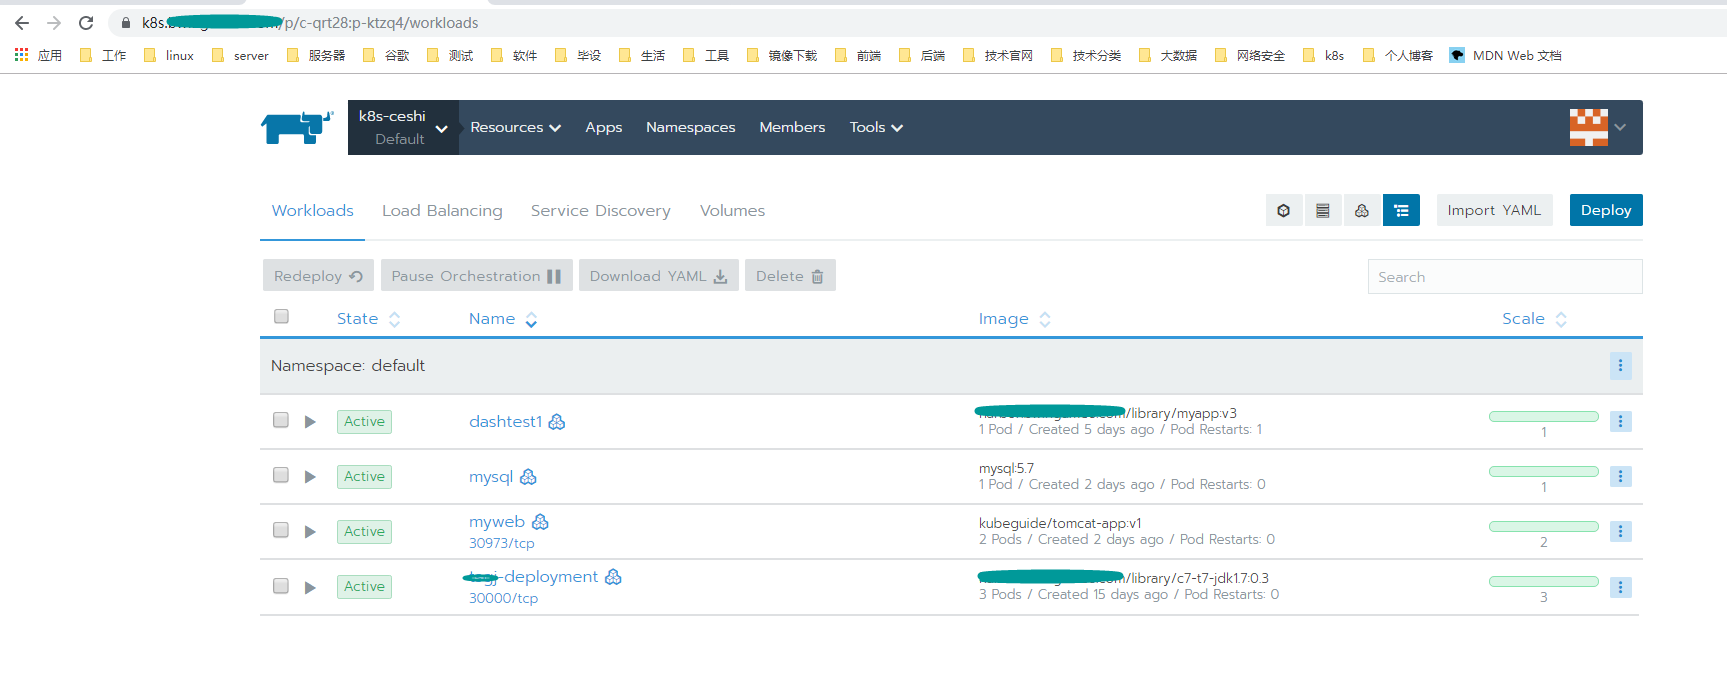 k8s. /p/c-qrt28:p-ktzq4/workloads
应用 工作 linux server 服务器 谷歌 测试 软件 毕设 生活 工具 镜像下载 前端 后端 技术官网 技术分类 大数据 网络安全 k8s 个人博客 MDN Web 文档
k8s-ceshi
Default
Resources Apps Namespaces Members Tools
Workloads Load Balancing Service Discovery Volumes Import YAML Deploy
Redeploy Pause Orchestration Download YAML Delete Search
State Name Image Scale
Namespace: default
Active dashtest1 /library/myapp:v3
1 Pod / Created 5 days ago / Pod Restarts: 1
1
Active mysql mysql:5.7
1 Pod / Created 2 days ago / Pod Restarts: 0
1
Active myweb kubeguide/tomcat-app:v1
30973/tcp 2 Pods / Created 2 days ago / Pod Restarts: 0
2
Active -deployment /library/c7-t7-jdk1.7:0.3
30000/tcp 3 Pods / Created 15 days ago / Pod Restarts: 0
3